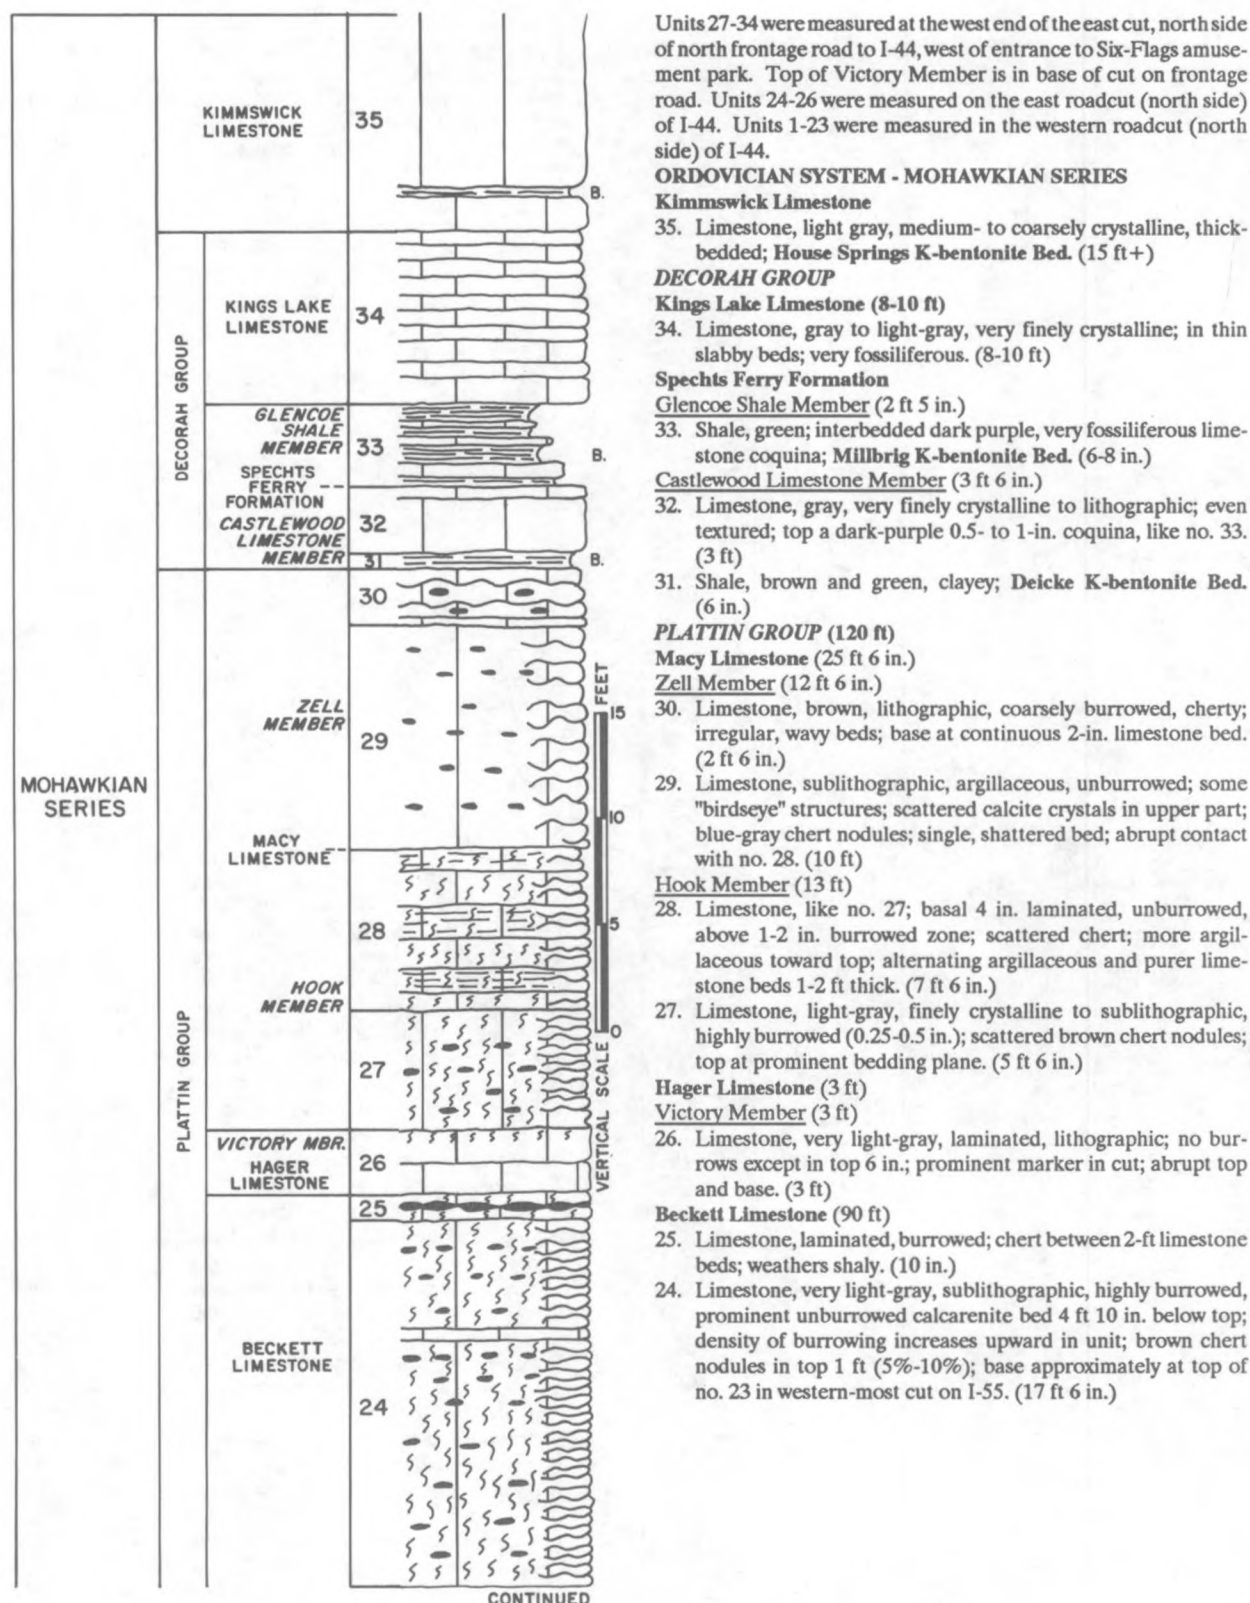 MOHAWKIAN
SERIES
DECORAH GROUP
PLATTIN GROUP
KIMMSWICK
LIMESTONE
35
B.
KINGS LAKE
LIMESTONE
34
GLENCOE
SHALE
MEMBER
33
B.
SPECHTS
FERRY
FORMATION
CASTLEWOOD
LIMESTONE
MEMBER
32
31
B.
30
ZELL
MEMBER
29
MACY
LIMESTONE
28
HOOK
MEMBER
27
VICTORY MBR.
HAGER
LIMESTONE
26
25
BECKETT
LIMESTONE
24
VERTICAL SCALE
FEET
15
10
5
0
CONTINUED
Units 27-34 were measured at the west end of the east cut, north side
of north frontage road to I-44, west of entrance to Six-Flags amuse-
ment park. Top of Victory Member is in base of cut on frontage
road. Units 24-26 were measured on the east roadcut (north side)
of I-44. Units 1-23 were measured in the western roadcut (north
side) of I-44.
ORDOVICIAN SYSTEM - MOHAWKIAN SERIES
Kimmswick Limestone
35. Limestone, light gray, medium- to coarsely crystalline, thick-
bedded; House Springs K-bentonite Bed. (15 ft+)
DECORAH GROUP
Kings Lake Limestone (8-10 ft)
34. Limestone, gray to light-gray, very finely crystalline; in thin
slabby beds; very fossiliferous. (8-10 ft)
Spechts Ferry Formation
Glencoe Shale Member (2 ft 5 in.)
33. Shale, green; interbedded dark purple, very fossiliferous lime-
stone coquina; Millbrig K-bentonite Bed. (6-8 in.)
Castlewood Limestone Member (3 ft 6 in.)
32. Limestone, gray, very finely crystalline to lithographic; even
textured; top a dark-purple 0.5- to 1-in. coquina, like no. 33.
(3 ft)
31. Shale, brown and green, clayey; Deicke K-bentonite Bed.
(6 in.)
PLATTIN GROUP (120 ft)
Macy Limestone (25 ft 6 in.)
Zell Member (12 ft 6 in.)
30. Limestone, brown, lithographic, coarsely burrowed, cherty;
irregular, wavy beds; base at continuous 2-in. limestone bed.
(2 ft 6 in.)
29. Limestone, sublithographic, argillaceous, unburrowed; some
"birdseye" structures; scattered calcite crystals in upper part;
blue-gray chert nodules; single, shattered bed; abrupt contact
with no. 28. (10 ft)
Hook Member (13 ft)
28. Limestone, like no. 27; basal 4 in. laminated, unburrowed,
above 1-2 in. burrowed zone; scattered chert; more argil-
laceous toward top; alternating argillaceous and purer lime-
stone beds 1-2 ft thick. (7 ft 6 in.)
27. Limestone, light-gray, finely crystalline to sublithographic,
highly burrowed (0.25-0.5 in.); scattered brown chert nodules;
top at prominent bedding plane. (5 ft 6 in.)
Hager Limestone (3 ft)
Victory Member (3 ft)
26. Limestone, very light-gray, laminated, lithographic; no bur-
rows except in top 6 in.; prominent marker in cut; abrupt top
and base. (3 ft)
Beckett Limestone (90 ft)
25. Limestone, laminated, burrowed; chert between 2-ft limestone
beds; weathers shaly. (10 in.)
24. Limestone, very light-gray, sublithographic, highly burrowed,
prominent unburrowed calcarenite bed 4 ft 10 in. below top;
density of burrowing increases upward in unit; brown chert
nodules in top 1 ft (5%-10%); base approximately at top of
no. 23 in western-most cut on I-55. (17 ft 6 in.)